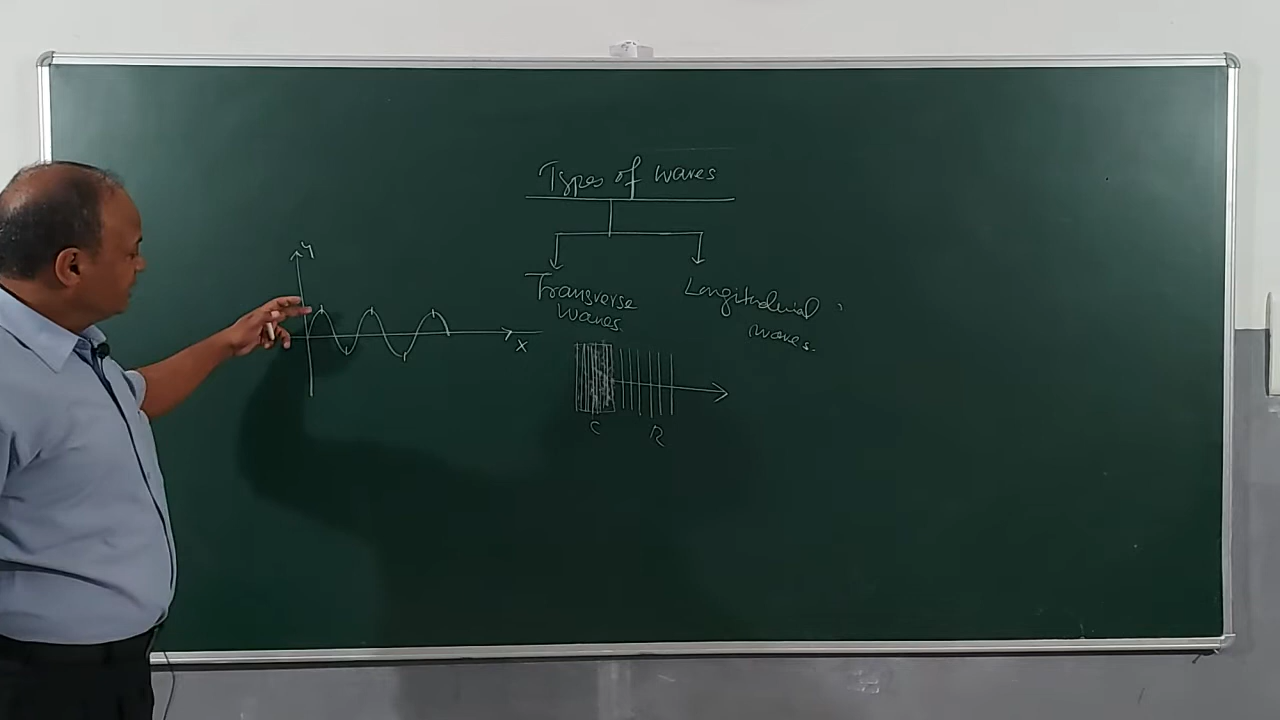 Types of waves
Y
Transverse
waves
Longitudinal
waves.
X
C
R